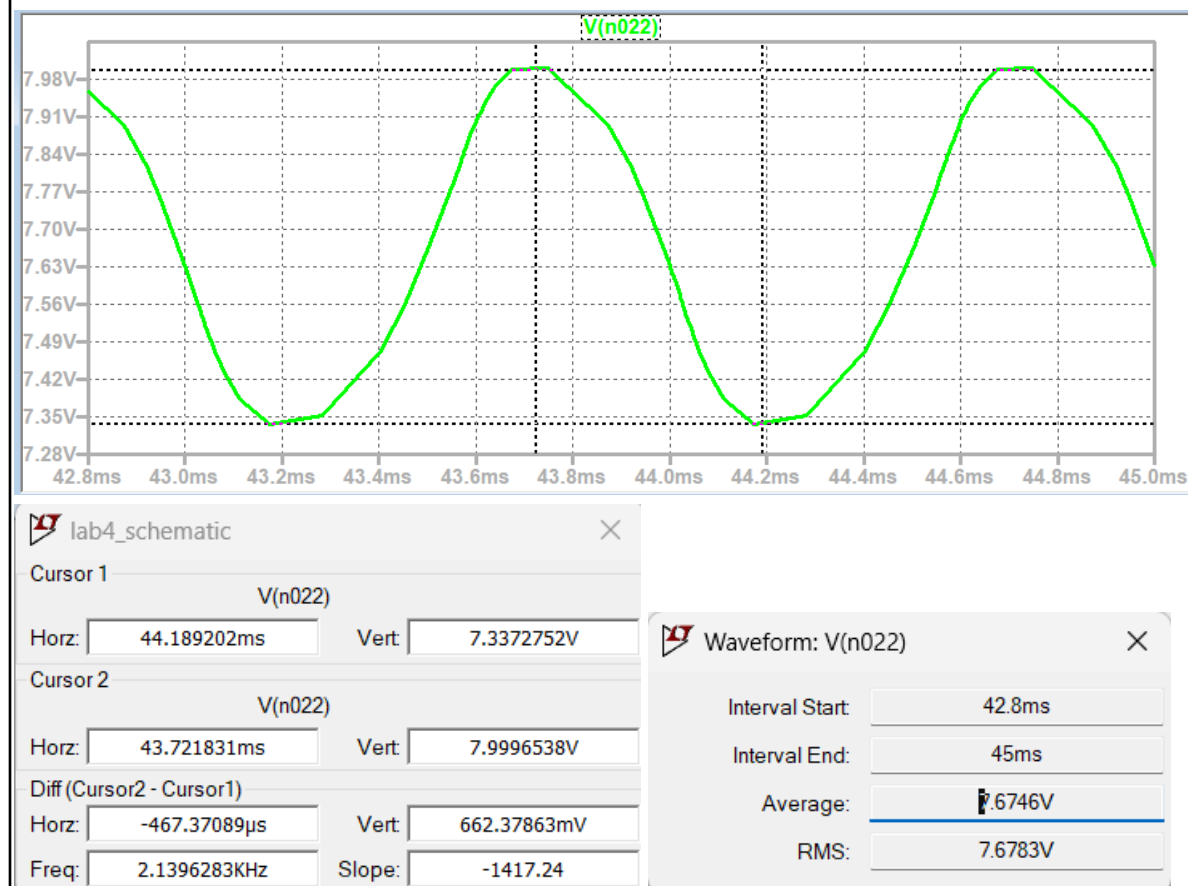 V(n022)
7.98V
7.91V
7.84V
7.77V
7.70V
7.63V
7.56V
7.49V
7.42V
7.35V
7.28V
42.8ms 43.0ms 43.2ms 43.4ms 43.6ms 43.8ms 44.0ms 44.2ms 44.4ms 44.6ms 44.8ms 45.0ms
lab4_schematic
Cursor 1
V(n022)
Horz: 44.189202ms Vert: 7.3372752V
Cursor 2
V(n022)
Horz: 43.721831ms Vert: 7.9996538V
Diff (Cursor2 - Cursor1)
Horz: -467.37089µs Vert: 662.37863mV
Freq: 2.1396283KHz Slope: -1417.24
Waveform: V(n022)
Interval Start: 42.8ms
Interval End: 45ms
Average: 7.6746V
RMS: 7.6783V